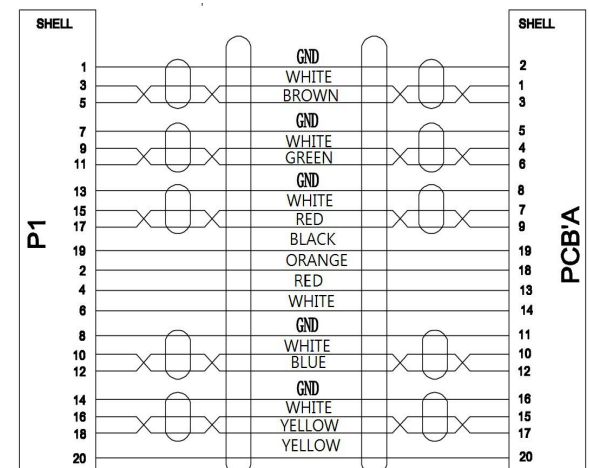 SHELL SHELL
GND
1 2
WHITE
3 1
BROWN
5 3
GND
7 5
WHITE
9 4
GREEN
11 6
GND
13 8
WHITE
15 7
RED
17 9
BLACK
19 19
ORANGE
2 18
RED
4 13
WHITE
6 14
GND
8 11
WHITE
10 10
BLUE
12 12
GND
14 16
WHITE
16 15
YELLOW
18 17
YELLOW
20 20
P1
PCB'A